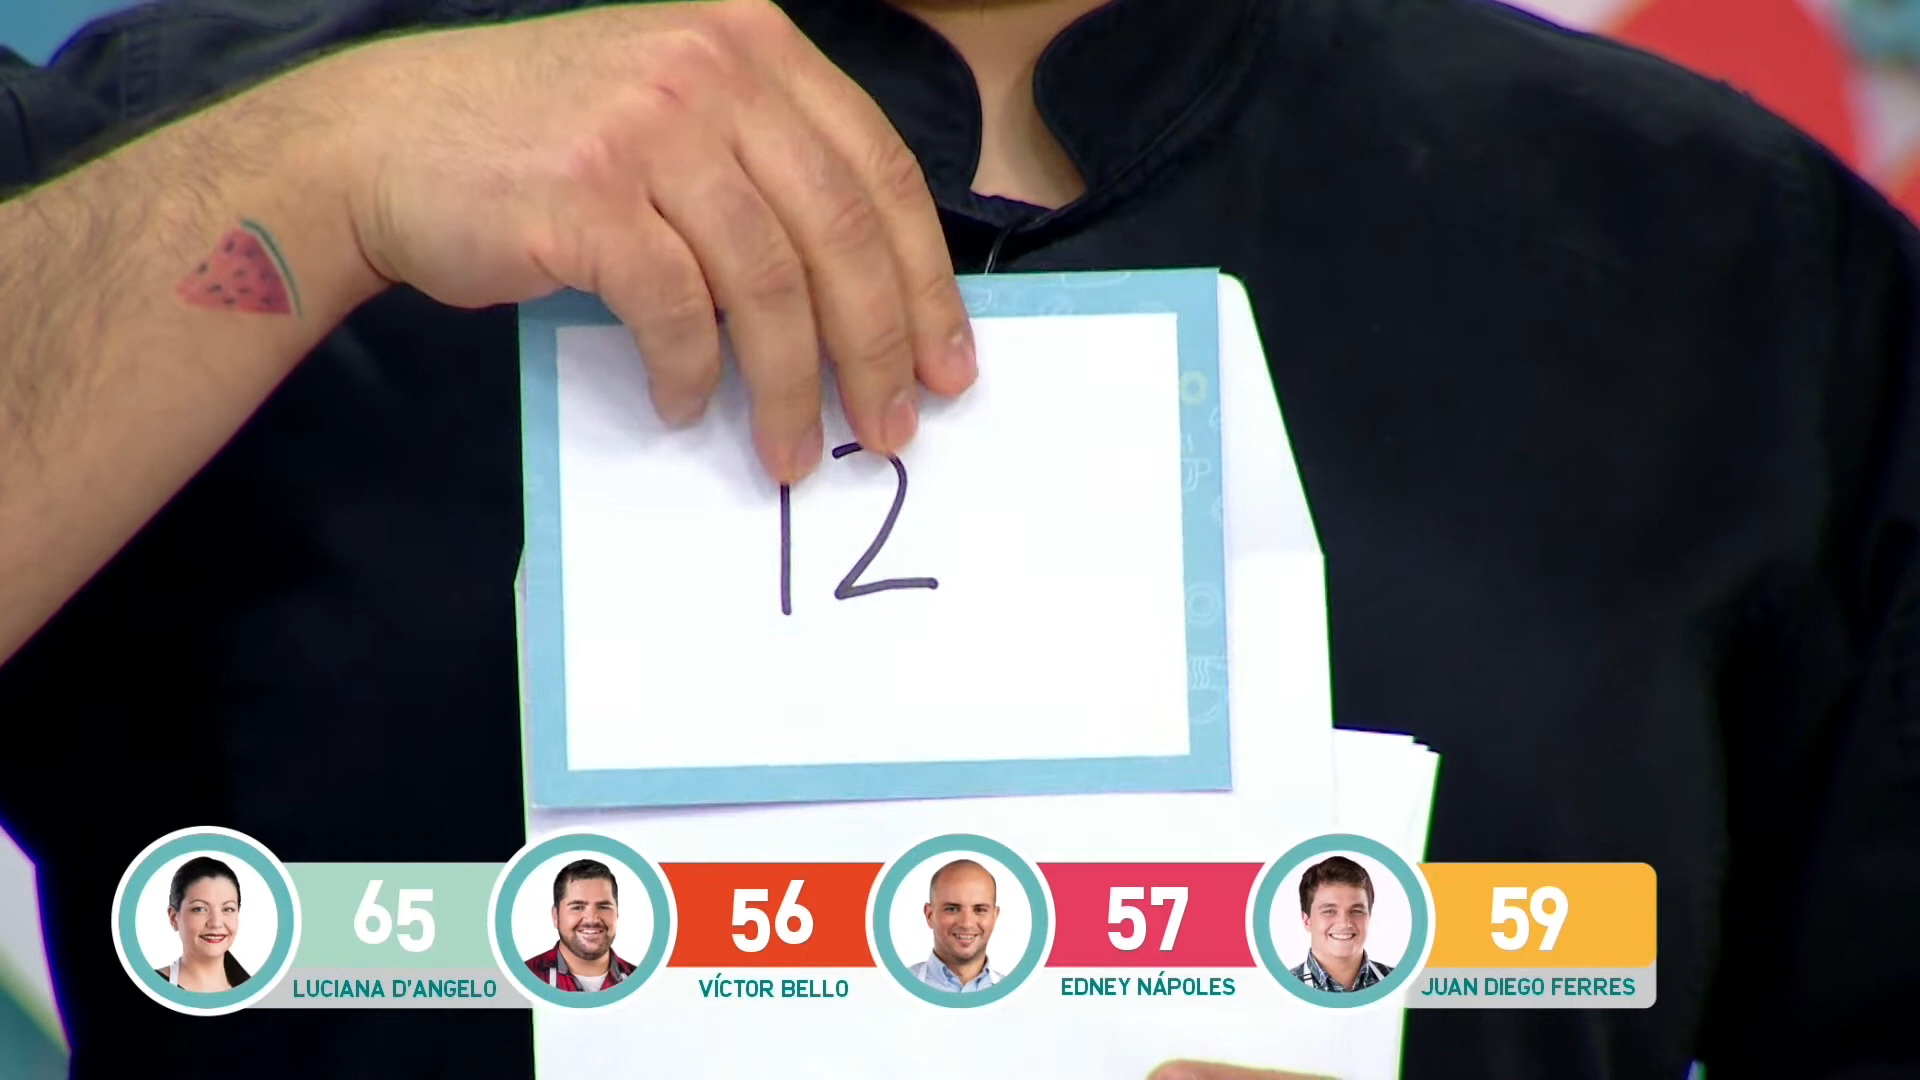 12
65
LUCIANA D'ANGELO
56
VÍCTOR BELLO
57
EDNEY NÁPOLES
59
JUAN DIEGO FERRES